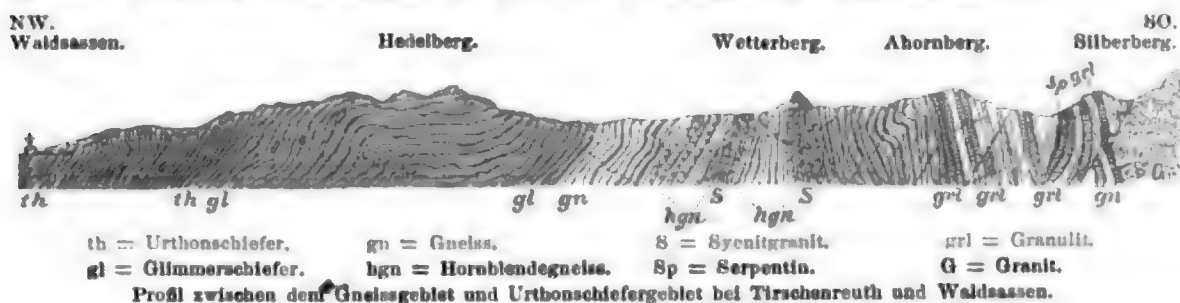 NW. SO.
Waldsassen. Hedelberg. Wetterberg. Ahornberg. Silberberg.
sp grl
th th gl gl gn S S grl grl grl gn G
hgn hgn
th = Urthonschiefer. gn = Gneiss. S = Syenitgranit. grl = Granulit.
gl = Glimmerschiefer. hgn = Hornblendegneiss. Sp = Serpentin. G = Granit.
Profil zwischen dem Gneissgebiet und Urthonschiefergebiet bei Tirschenreuth und Waldsassen.